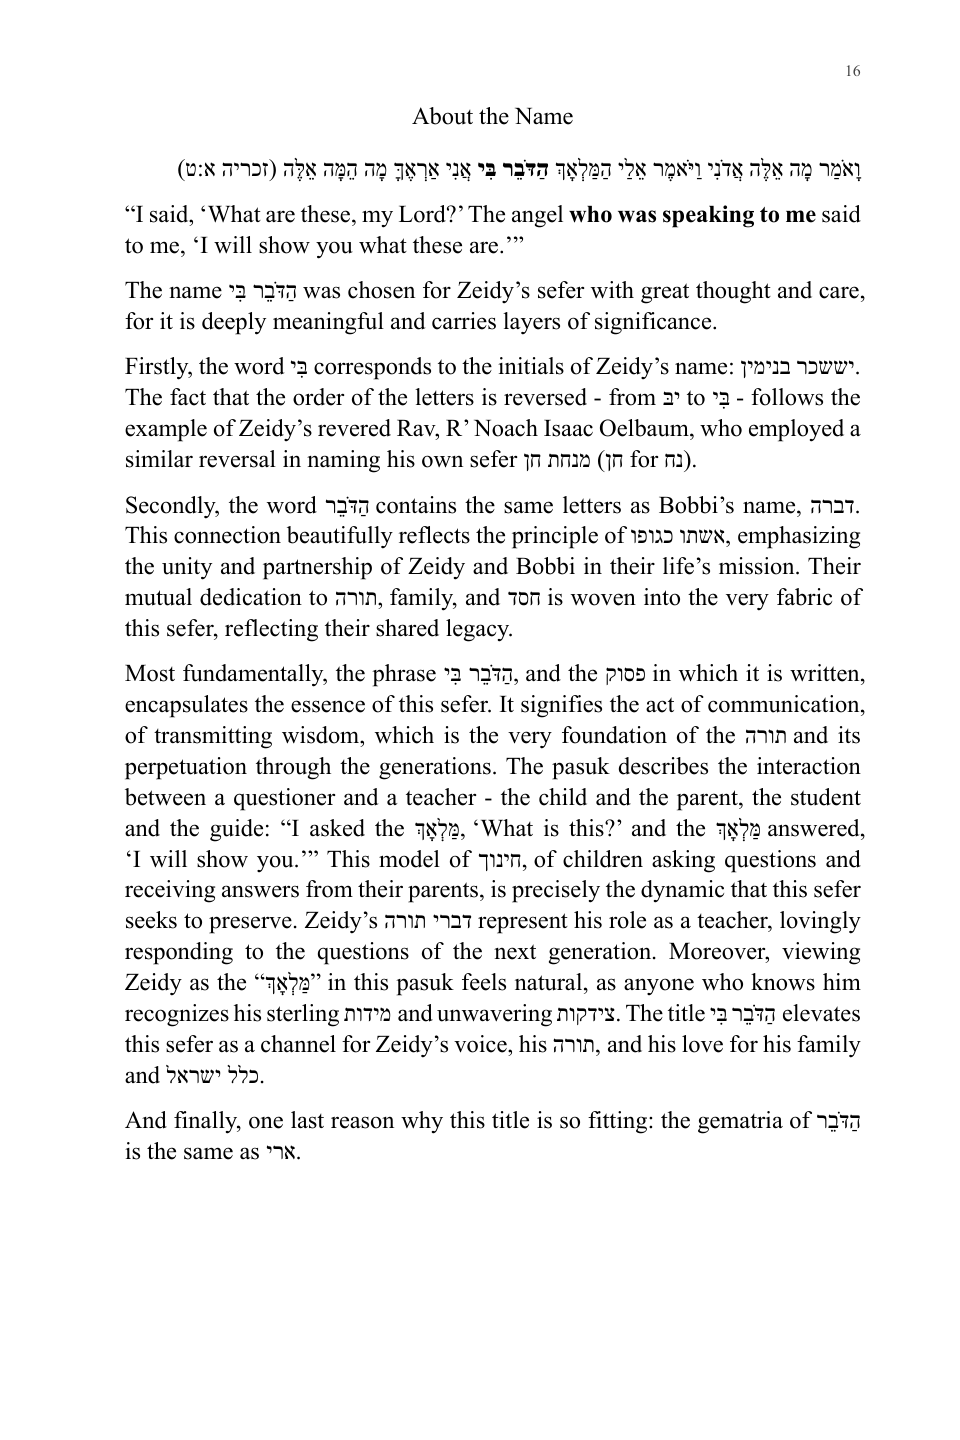 16
About the Name
וָאֹמַר מָה אֵלֶּה אֲדֹנִי וַיֹּאמֶר אֵלַי הַמַּלְאָךְ הַדֹּבֵר בִּי אֲנִי אַרְאֶךָּ מָה הֵמָּה אֵלֶּה (זכריה א:ט)
“I said, ‘What are these, my Lord?’ The angel who was speaking to me said
to me, ‘I will show you what these are.’”
The name הַדֹּבֵר בִּי was chosen for Zeidy’s sefer with great thought and care,
for it is deeply meaningful and carries layers of significance.
Firstly, the word בִּי corresponds to the initials of Zeidy’s name: יששכר בנימין.
The fact that the order of the letters is reversed - from יב to בִּי - follows the
example of Zeidy’s revered Rav, R’ Noach Isaac Oelbaum, who employed a
similar reversal in naming his own sefer מנחת חן (חן for נח).
Secondly, the word הַדֹּבֵר contains the same letters as Bobbi’s name, דברה.
This connection beautifully reflects the principle of אשתו כגופו, emphasizing
the unity and partnership of Zeidy and Bobbi in their life’s mission. Their
mutual dedication to תורה, family, and חסד is woven into the very fabric of
this sefer, reflecting their shared legacy.
Most fundamentally, the phrase הַדֹּבֵר בִּי, and the פסוק in which it is written,
encapsulates the essence of this sefer. It signifies the act of communication,
of transmitting wisdom, which is the very foundation of the תורה and its
perpetuation through the generations. The pasuk describes the interaction
between a questioner and a teacher - the child and the parent, the student
and the guide: “I asked the מַּלְאָךְ, ‘What is this?’ and the מַּלְאָךְ answered,
‘I will show you.’” This model of חינוך, of children asking questions and
receiving answers from their parents, is precisely the dynamic that this sefer
seeks to preserve. Zeidy’s דברי תורה represent his role as a teacher, lovingly
responding to the questions of the next generation. Moreover, viewing
Zeidy as the “מַּלְאָךְ” in this pasuk feels natural, as anyone who knows him
recognizes his sterling מידות and unwavering צידקות. The title הַדֹּבֵר בִּי elevates
this sefer as a channel for Zeidy’s voice, his תורה, and his love for his family
and כלל ישראל.
And finally, one last reason why this title is so fitting: the gematria of הַדֹּבֵר
is the same as ארי.